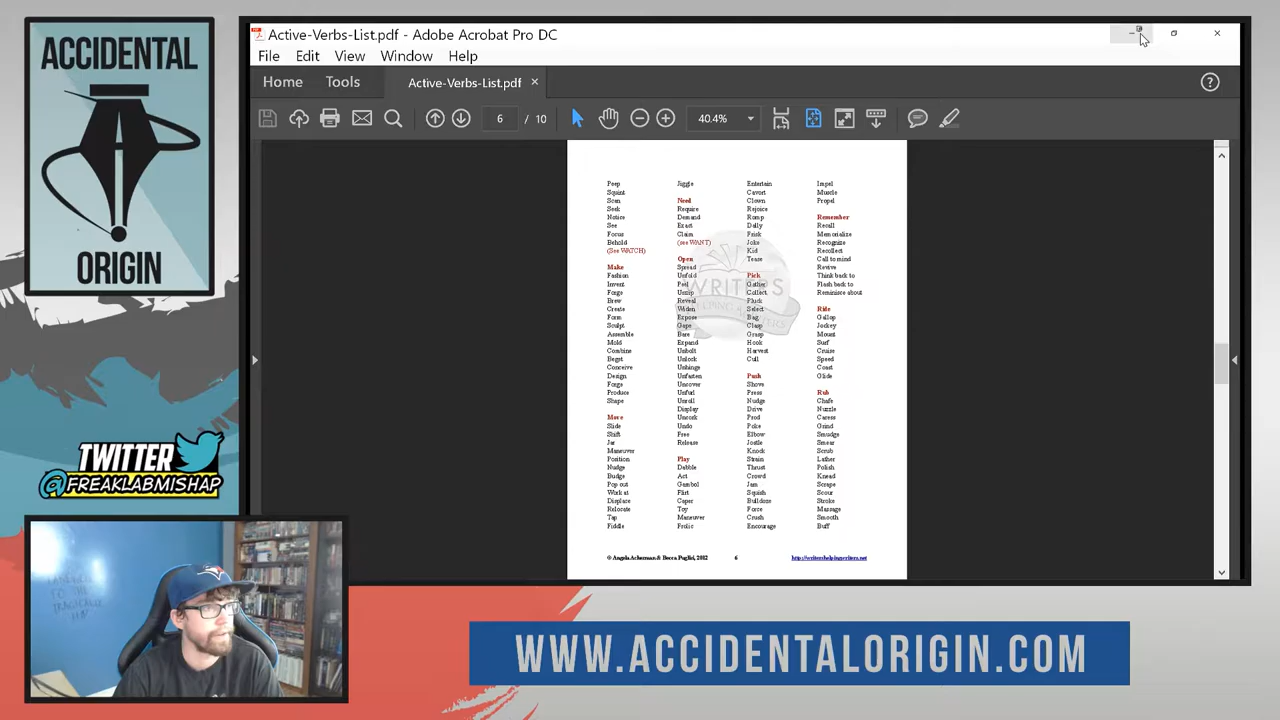 ACCIDENTAL
ORIGIN
Active-Verbs-List.pdf - Adobe Acrobat Pro DC
File Edit View Window Help
Home Tools Active-Verbs-List.pdf ×
6 / 10 40.4%
Peep
Squint
Scan
Seek
Notice
See
Focus
Behold
(See WATCH)
Make
Fashion
Invent
Forge
Brew
Create
Form
Sculpt
Assemble
Mold
Combine
Beget
Conceive
Design
Forge
Produce
Shape
Move
Slide
Shift
Jar
Maneuver
Position
Nudge
Budge
Pop out
Work at
Displace
Relocate
Tap
Fiddle
Jiggle
Need
Require
Demand
Exact
Claim
(see WANT)
Open
Spread
Unfold
Peel
Unzip
Reveal
Widen
Expose
Gape
Bare
Expand
Unbolt
Unlock
Unhinge
Unfasten
Uncover
Unfurl
Unroll
Display
Uncork
Undo
Free
Release
Play
Dabble
Act
Gambol
Flirt
Caper
Toy
Maneuver
Frolic
Entertain
Cavort
Clown
Rejoice
Romp
Dally
Frisk
Joke
Kid
Tease
Pick
Gather
Collect
Pluck
Select
Bag
Clasp
Grasp
Hook
Harvest
Cull
Push
Shove
Press
Nudge
Drive
Prod
Poke
Elbow
Jostle
Knock
Strain
Thrust
Crowd
Jam
Squish
Bulldoze
Force
Crush
Encourage
Impel
Muscle
Propel
Remember
Recall
Memorialize
Recognize
Recollect
Call to mind
Revive
Think back to
Flash back to
Reminisce about
Ride
Gallop
Jockey
Mount
Surf
Cruise
Speed
Coast
Glide
Rub
Chafe
Nuzzle
Caress
Grind
Smudge
Smear
Scrub
Lather
Polish
Knead
Scrape
Scour
Stroke
Massage
Smooth
Buff
WRITERS
HELPING WRITERS
© Angela Ackerman & Becca Puglisi, 2012 6 http://writershelpingwriters.net
TWITTER
@FREAKLABMISHAP
WWW.ACCIDENTALORIGIN.COM